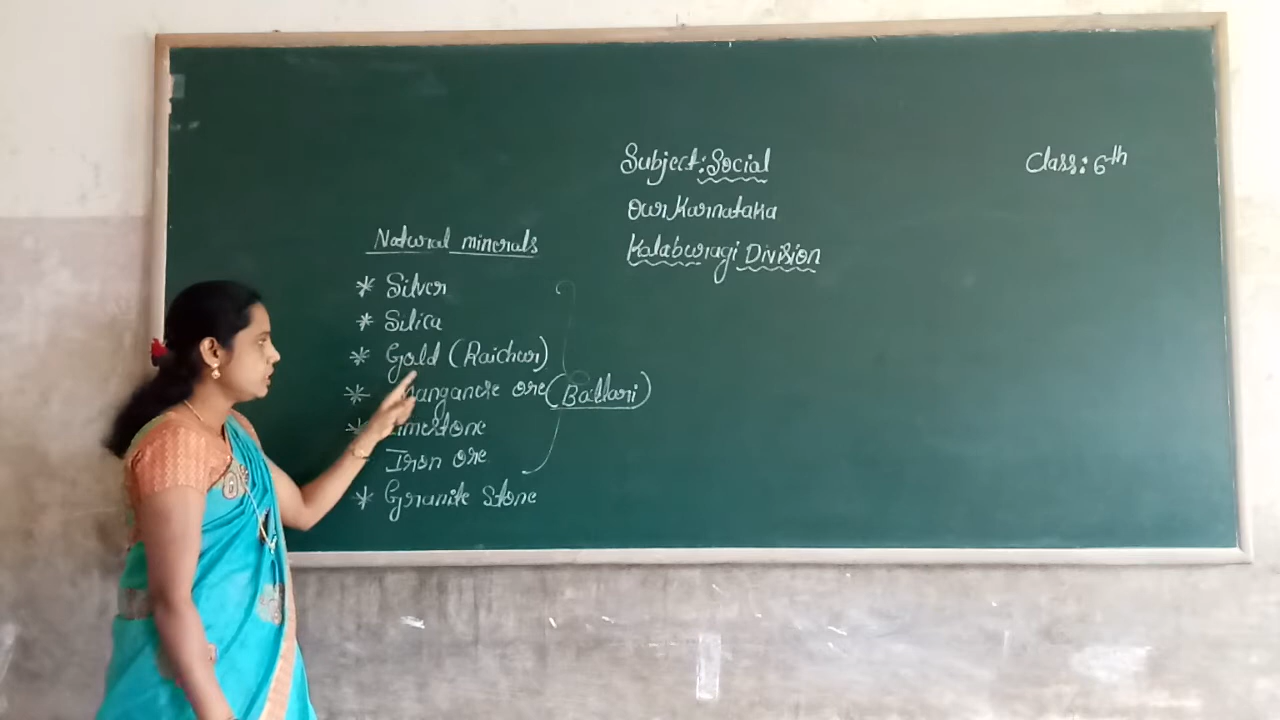 Subject: Social
Class: 6th
Our Karnataka
Kalaburagi Division
Natural minerals
* Silver
* Silica
* Gold (Raichur)
* ore (Ballari)
*
Iron ore
* Granite Stone